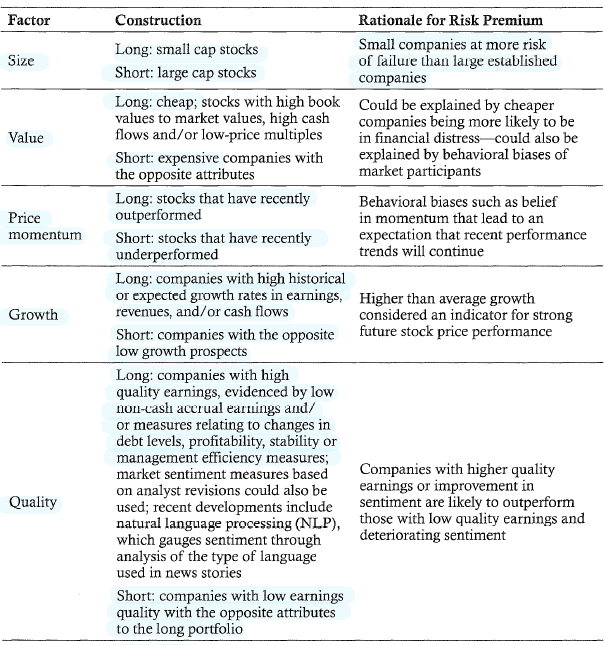 Factor Construction Rationale for Risk Premium
Size
Long: small cap stocks
Short: large cap stocks
Small companies at more risk
of failure than large established
companies
Value
Long: cheap; stocks with high book
values to market values, high cash
flows and/or low-price multiples
Short: expensive companies with
the opposite attributes
Could be explained by cheaper
companies being more likely to be
in financial distress—could also be
explained by behavioral biases of
market participants
Price
momentum
Long: stocks that have recently
outperformed
Short: stocks that have recently
underperformed
Behavioral biases such as belief
in momentum that lead to an
expectation that recent performance
trends will continue
Growth
Long: companies with high historical
or expected growth rates in earnings,
revenues, and/or cash flows
Short: companies with the opposite
low growth prospects
Higher than average growth
considered an indicator for strong
future stock price performance
Quality
Long: companies with high
quality earnings, evidenced by low
non-cash accrual earnings and/
or measures relating to changes in
debt levels, profitability, stability or
management efficiency measures;
market sentiment measures based
on analyst revisions could also be
used; recent developments include
natural language processing (NLP),
which gauges sentiment through
analysis of the type of language
used in news stories
Short: companies with low earnings
quality with the opposite attributes
to the long portfolio
Companies with higher quality
earnings or improvement in
sentiment are likely to outperform
those with low quality earnings and
deteriorating sentiment